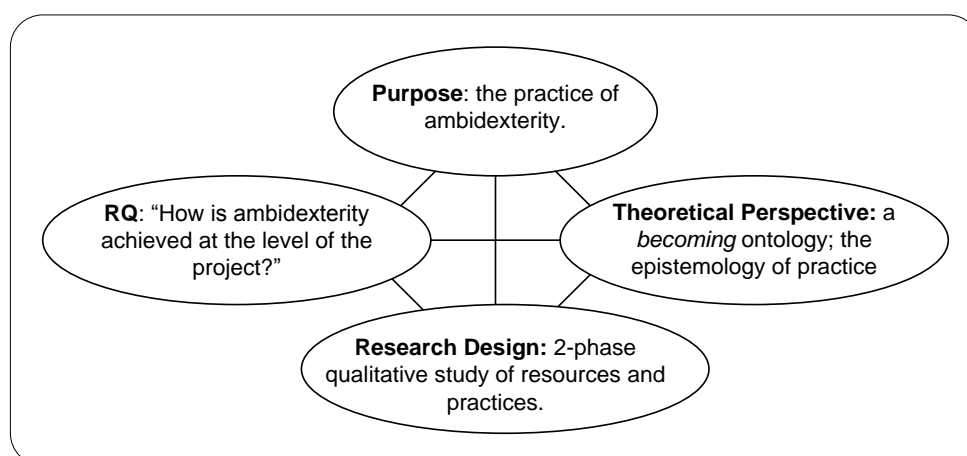 Purpose: the practice of
ambidexterity.
RQ: “How is ambidexterity
achieved at the level of the
project?”
Theoretical Perspective: a
becoming ontology; the
epistemology of practice
Research Design: 2-phase
qualitative study of resources and
practices.